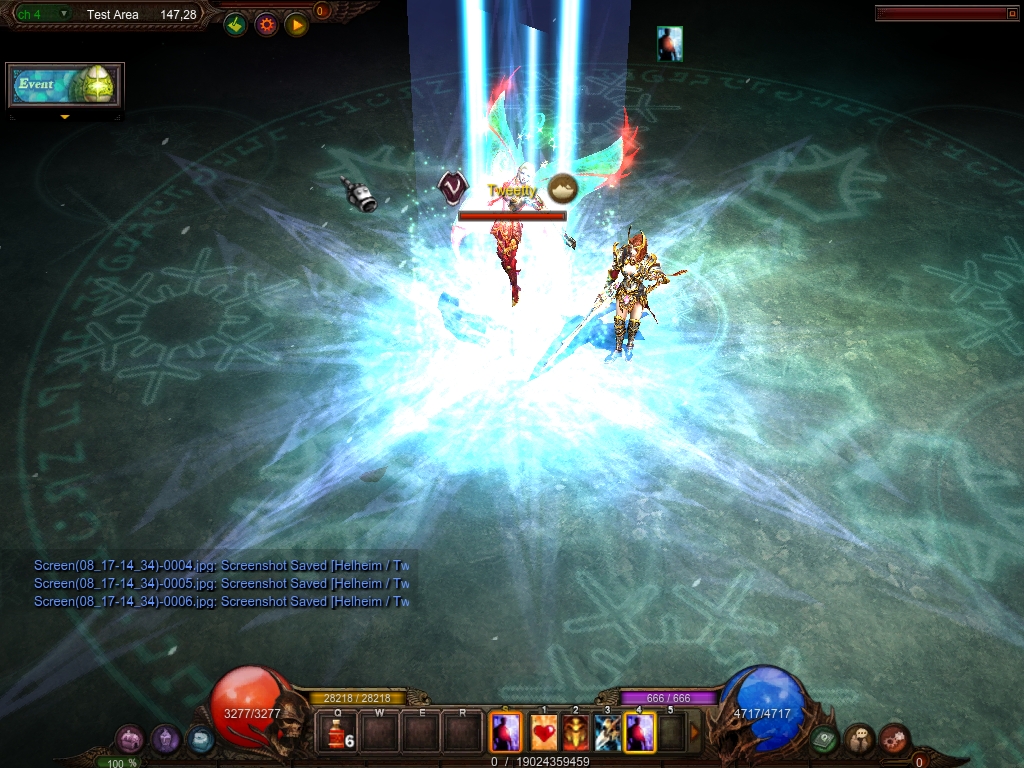 ch 4 Test Area 147,28 0
Event
V Tweetty
Screen(08_17-14_34)-0004.jpg: Screenshot Saved [Helheim / Tw
Screen(08_17-14_34)-0005.jpg: Screenshot Saved [Helheim / Tw
Screen(08_17-14_34)-0006.jpg: Screenshot Saved [Helheim / Tw
28218 / 28218 666 / 666
3277/3277 Q W E R 1 2 3 4 5 4717/4717
6
100 % 0 / 19024359459 0